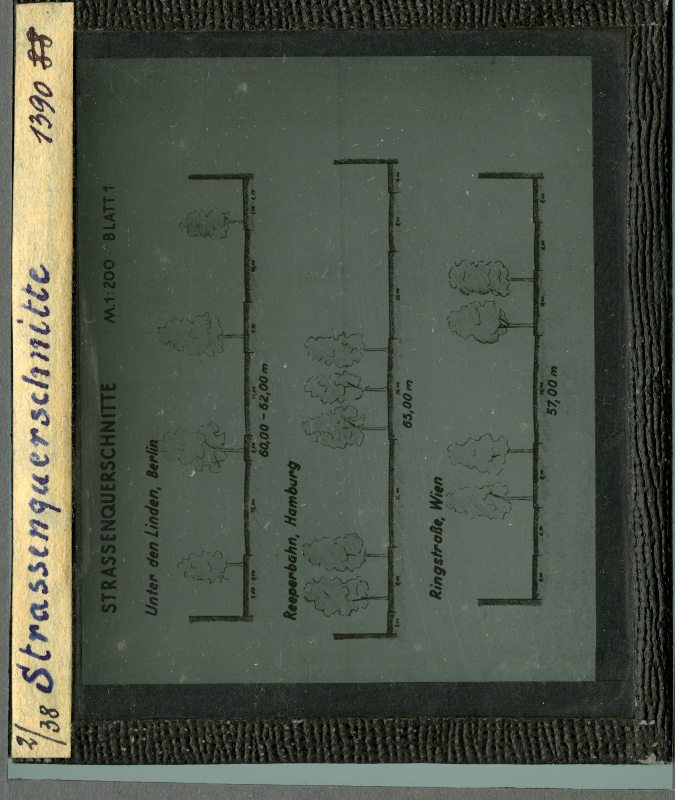 2/38 Strassenquerschnitte 1390
STRASSENQUERSCHNITTE M.1:200 BLATT 1
Unter den Linden, Berlin
60,00 – 62,00 m
Reeperbahn, Hamburg
65,00 m
Ringstraße, Wien
57,00 m